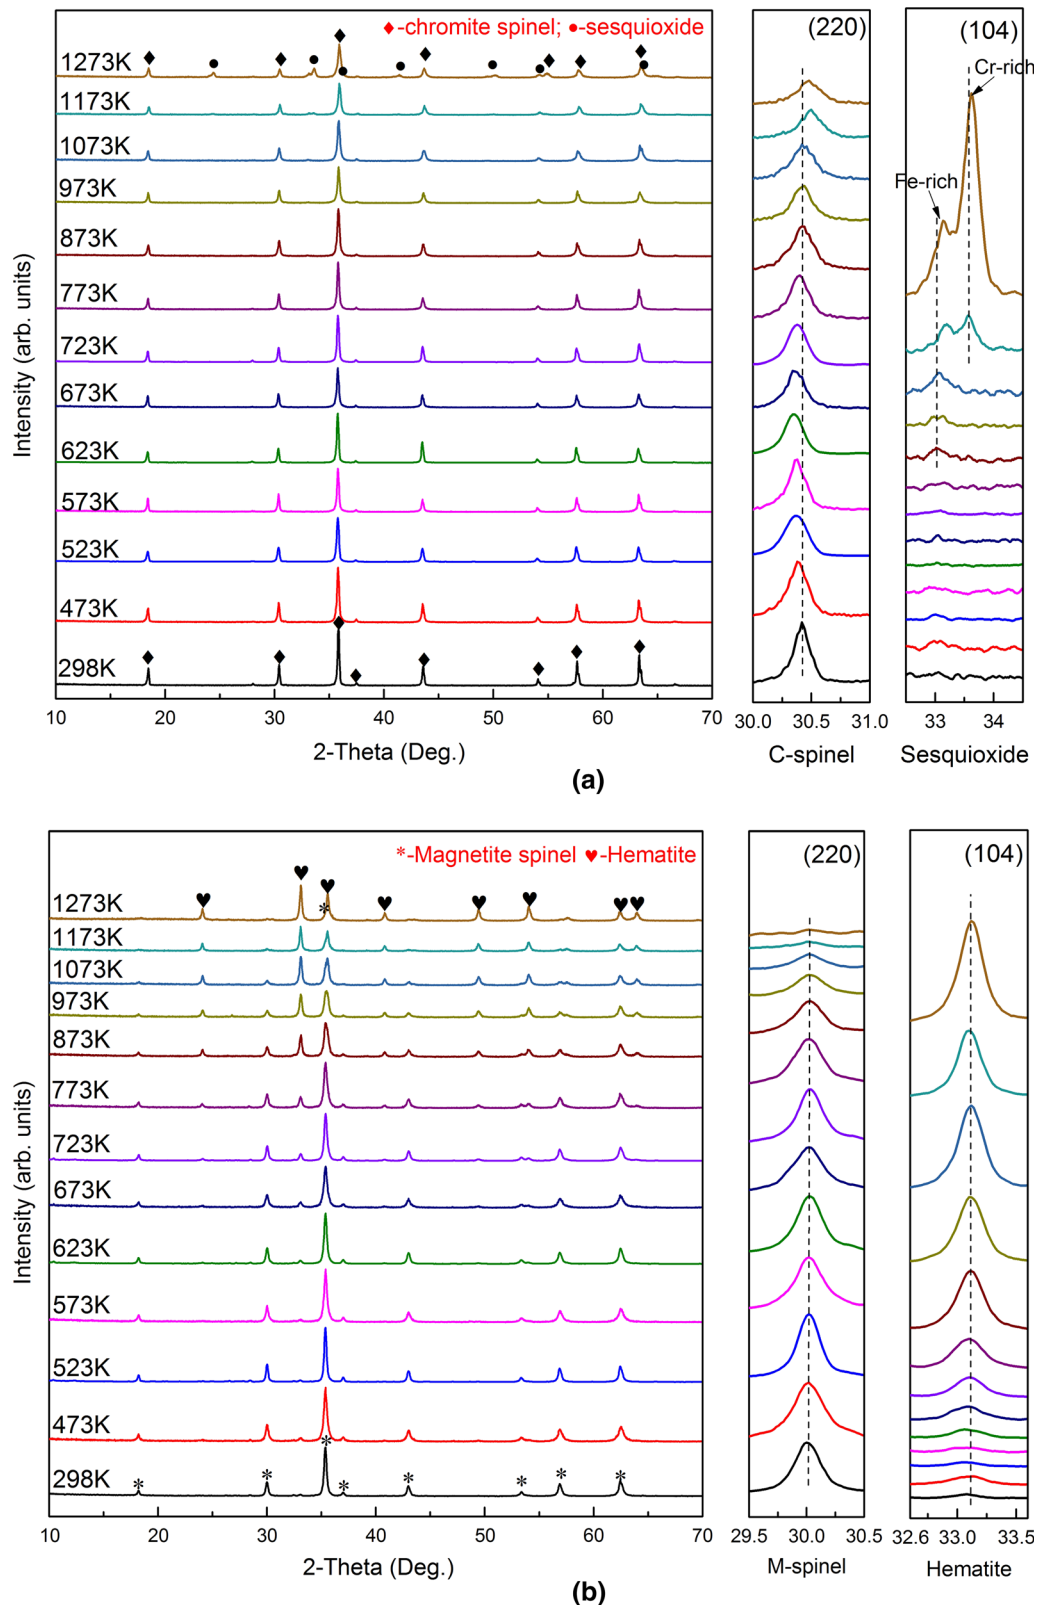 ♦-chromite spinel; ●-sesquioxide
(220)
(104)
Cr-rich
Fe-rich
1273K
1173K
1073K
973K
873K
773K
723K
673K
623K
573K
523K
473K
298K
Intensity (arb. units)
10 20 30 40 50 60 70
30.0 30.5 31.0
33 34
2-Theta (Deg.)
C-spinel
Sesquioxide
(a)
*-Magnetite spinel ♥-Hematite
(220)
(104)
1273K
1173K
1073K
973K
873K
773K
723K
673K
623K
573K
523K
473K
298K
Intensity (arb. units)
10 20 30 40 50 60 70
29.5 30.0 30.5
32.6 33.0 33.5
2-Theta (Deg.)
M-spinel
Hematite
(b)